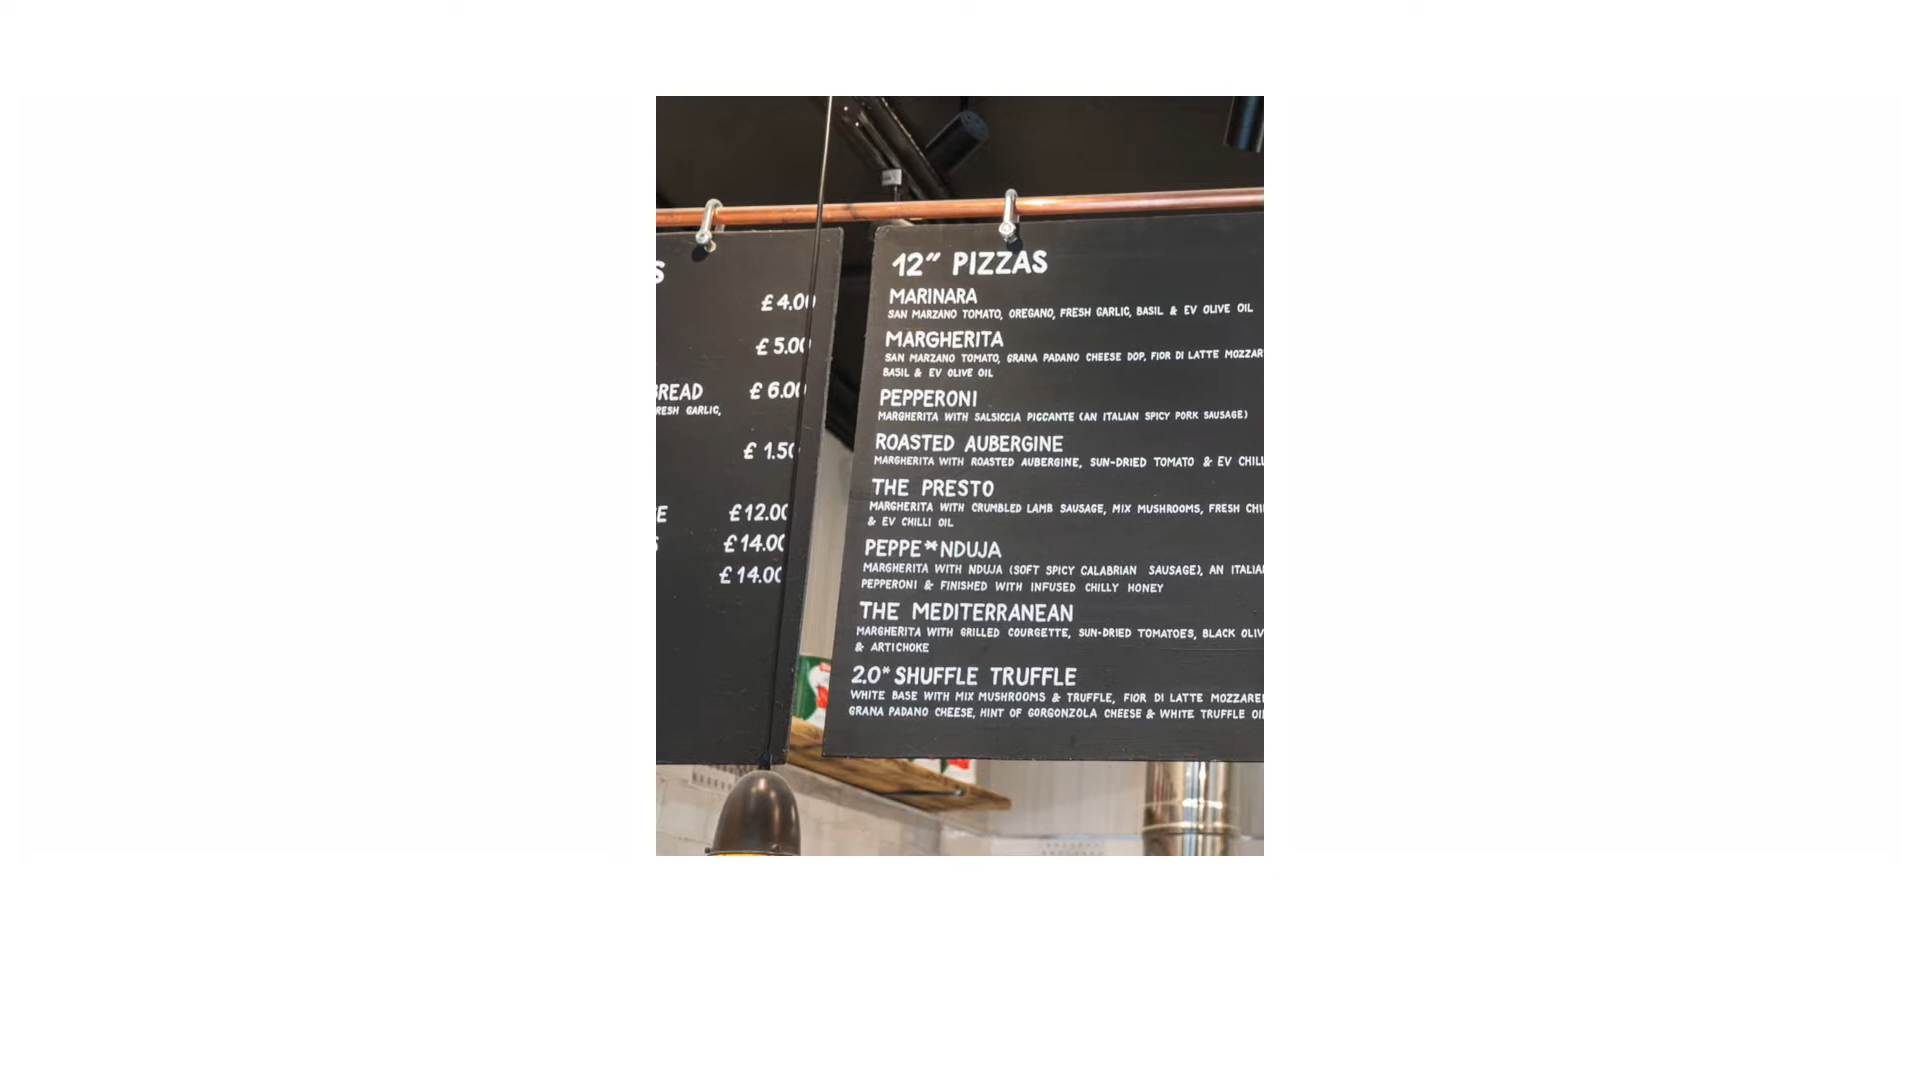 S
£ 4.00
£ 5.00
BREAD £ 6.00
FRESH GARLIC,
£ 1.50
E £12.00
S £14.00
£14.00
12" PIZZAS
MARINARA
SAN MARZANO TOMATO, OREGANO, FRESH GARLIC, BASIL & EV OLIVE OIL
MARGHERITA
SAN MARZANO TOMATO, GRANA PADANO CHEESE DOP, FIOR DI LATTE MOZZAR
BASIL & EV OLIVE OIL
PEPPERONI
MARGHERITA WITH SALSICCIA PICCANTE (AN ITALIAN SPICY PORK SAUSAGE)
ROASTED AUBERGINE
MARGHERITA WITH ROASTED AUBERGINE, SUN-DRIED TOMATO & EV CHILL
THE PRESTO
MARGHERITA WITH CRUMBLED LAMB SAUSAGE, MIX MUSHROOMS, FRESH CHI
& EV CHILLI OIL
PEPPE*NDUJA
MARGHERITA WITH NDUJA (SOFT SPICY CALABRIAN SAUSAGE), AN ITALIA
PEPPERONI & FINISHED WITH INFUSED CHILLY HONEY
THE MEDITERRANEAN
MARGHERITA WITH GRILLED COURGETTE, SUN-DRIED TOMATOES, BLACK OLIV
& ARTICHOKE
2.0* SHUFFLE TRUFFLE
WHITE BASE WITH MIX MUSHROOMS & TRUFFLE, FIOR DI LATTE MOZZAREL
GRANA PADANO CHEESE, HINT OF GORGONZOLA CHEESE & WHITE TRUFFLE OIL